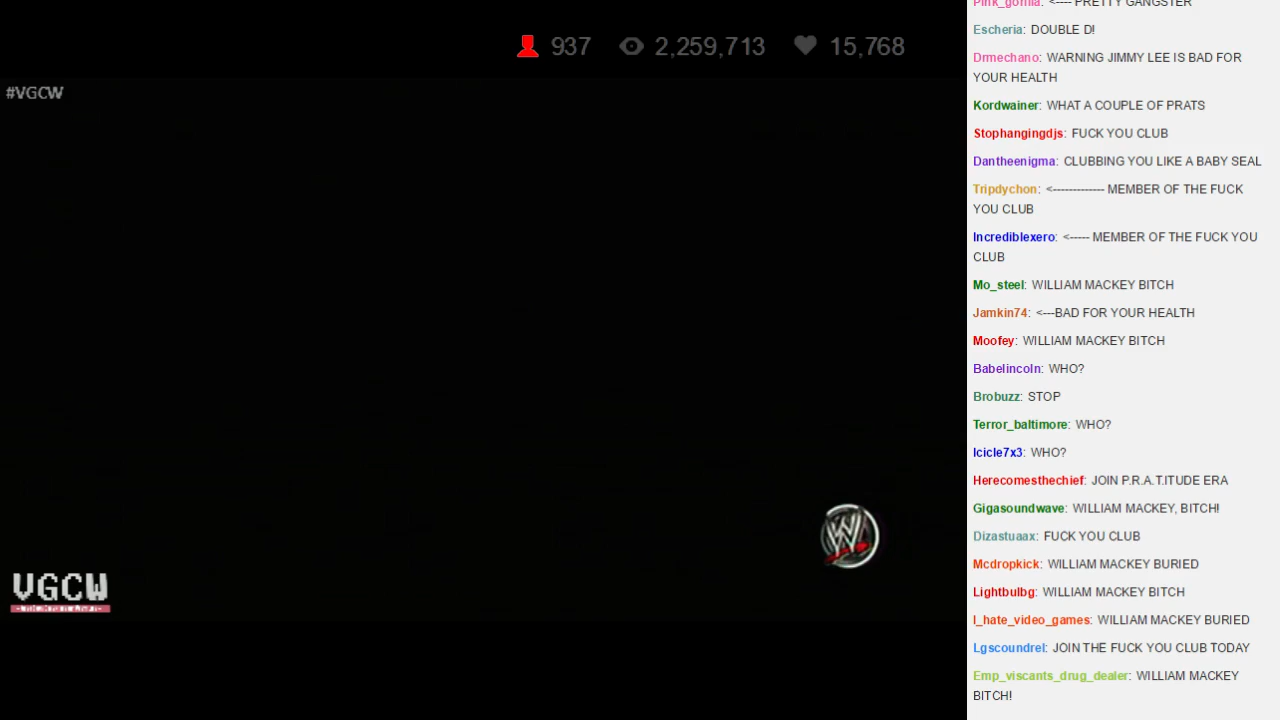 937 2,259,713 15,768
#VGCW
VGCW
W
Pink_gorilla: <---- PRETTY GANGSTER
Escheria: DOUBLE D!
Drmechano: WARNING JIMMY LEE IS BAD FOR
YOUR HEALTH
Kordwainer: WHAT A COUPLE OF PRATS
Stophangingdjs: FUCK YOU CLUB
Dantheenigma: CLUBBING YOU LIKE A BABY SEAL
Tripdychon: <------------- MEMBER OF THE FUCK
YOU CLUB
Incrediblexero: <----- MEMBER OF THE FUCK YOU
CLUB
Mo_steel: WILLIAM MACKEY BITCH
Jamkin74: <---BAD FOR YOUR HEALTH
Moofey: WILLIAM MACKEY BITCH
Babelincoln: WHO?
Brobuzz: STOP
Terror_baltimore: WHO?
Icicle7x3: WHO?
Herecomesthechief: JOIN P.R.A.T.ITUDE ERA
Gigasoundwave: WILLIAM MACKEY, BITCH!
Dizastuaax: FUCK YOU CLUB
Mcdropkick: WILLIAM MACKEY BURIED
Lightbulbg: WILLIAM MACKEY BITCH
I_hate_video_games: WILLIAM MACKEY BURIED
Lgscoundrel: JOIN THE FUCK YOU CLUB TODAY
Emp_viscants_drug_dealer: WILLIAM MACKEY
BITCH!